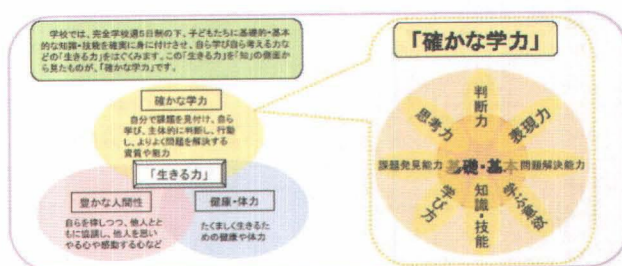 学校では、完全学校週5日制の下、子どもたちに基礎的・基本
的な知識・技能を確実に身に付けさせ、自ら学び自ら考える力な
どの「生きる力」をはぐくみます。この「生きる力」を「知」の側面か
ら見たものが、「確かな学力」です。
確かな学力
自分で課題を見付け、自ら
学び、主体的に判断し、行動
し、よりよく問題を解決する
資質や能力
「生きる力」
豊かな人間性
自らを律しつつ、他人とと
もに協調し、他人を思い
やる心や感動する心など
健康・体力
たくましく生きるた
めの健康や体力
「確かな学力」
判断力
思考力
表現力
課題発見能力
基礎・基本
問題解決能力
学び方
知識・技能
学ぶ意欲